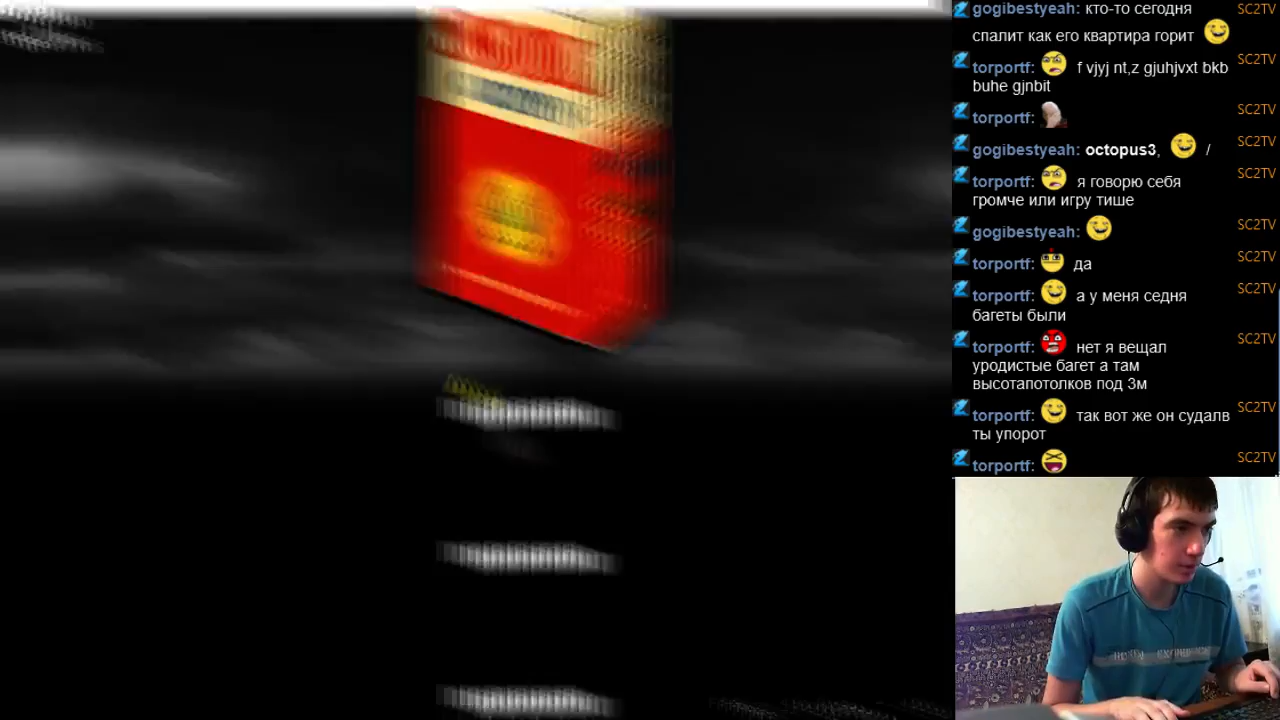 gogibestyeah: кто-то сегодня
спалит как его квартира горит
SC2TV
torportf: f vjyj nt,z gjuhjvxt bkb
buhe gjnbit
SC2TV
torportf:
SC2TV
gogibestyeah: octopus3, /
SC2TV
torportf: я говорю себя
громче или игру тише
SC2TV
gogibestyeah:
SC2TV
torportf: да
SC2TV
torportf: а у меня седня
багеты были
SC2TV
torportf: нет я вещал
уродистые багет а там
высотапотолков под 3м
SC2TV
torportf: так вот же он судалв
ты упорот
SC2TV
torportf:
SC2TV